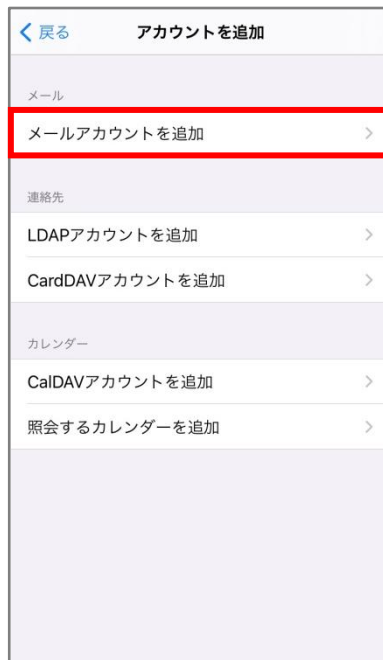 戻る
アカウントを追加
メール
メールアカウントを追加
連絡先
LDAPアカウントを追加
CardDAVアカウントを追加
カレンダー
CalDAVアカウントを追加
照会するカレンダーを追加